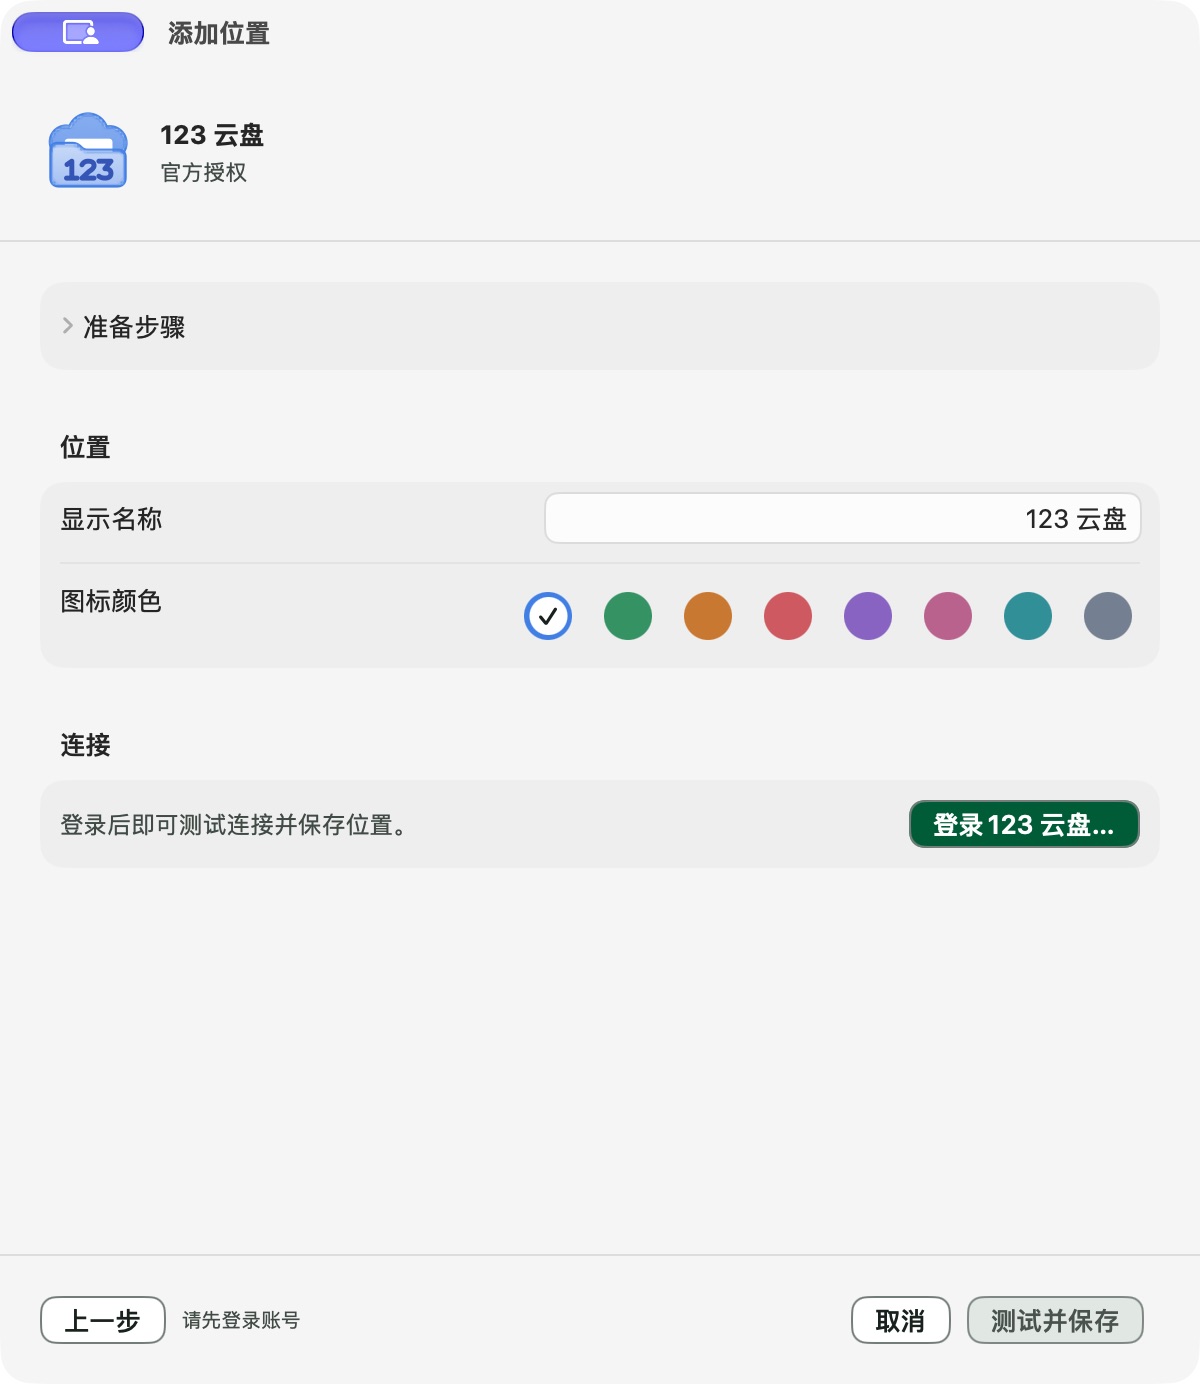 添加位置
123
123 云盘
官方授权
准备步骤
位置
显示名称
123 云盘
图标颜色
连接
登录后即可测试连接并保存位置。
登录123 云盘...
上一步
请先登录账号
取消
测试并保存